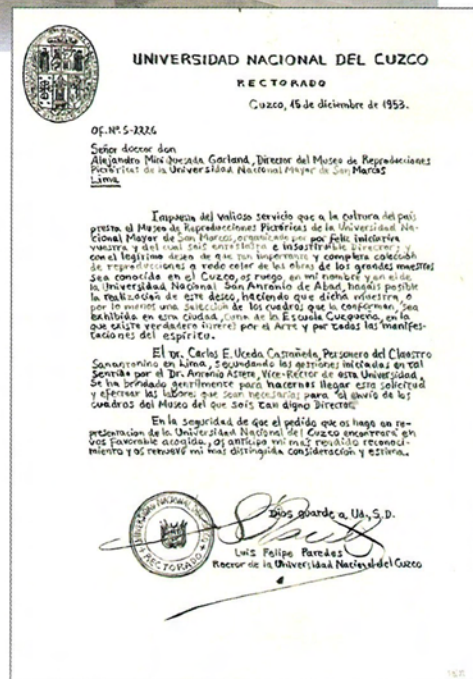 UNIVERSIDAD NACIONAL DEL CUZCO
RECTORADO
Cuzco, 15 de diciembre de 1953.
OF.Nº.S-2226
Señor doctor don
Alejandro Miró Quesada Garland, Director del Museo de Reproducciones
Pictóricas de la Universidad Nacional Mayor de San Marcos
Lima
Impuesto del valioso servicio que a la cultura del país
presta el Museo de Reproducciones Pictóricas de la Universidad Na-
cional Mayor de San Marcos, organizado por por feliz iniciativa
vuestra y del cual sois entusiasta e insustituible Director; y
con el legítimo deseo de que tan importante y completa colección
de reproducciones a todo color de las obras de los grandes maestros
sea conocida en el Cuzco, os ruego, en mi nombre y en el de
la Universidad Nacional San Antonio de Abad, hagáis posible
la realización de este deseo, haciendo que dicha muestra, o
por lo menos una selección de los cuadros que la conforman, sea
exhibida en esta ciudad, cuna de la Escuela Cuzqueña, en la
que existe verdadero interés por el Arte y por todas las manifes-
taciones del espíritu.
El Dr. Carlos E. Uceda Castañeda, Personero del Claustro
Sanantonino en Lima, secundando las gestiones iniciadas en tal
sentido por el Dr. Antonio Astete, Vice-Rector de esta Universidad,
se ha brindado gentilmente para hacernos llegar esta solicitud
y efectuar las labores que sean necesarias para el envío de los
cuadros del Museo del que sois tan digno Director.
En la seguridad de que el pedido que os hago en re-
presentación de la Universidad Nacional del Cuzco encontrará en
vos favorable acogida, os anticipo mi más rendido reconoci-
miento y os renuevo mi más distinguida consideración y estima.
Dios guarde a Ud., S.D.
Luis Felipe Paredes
Rector de la Universidad Nacional del Cuzco
RECTORADO